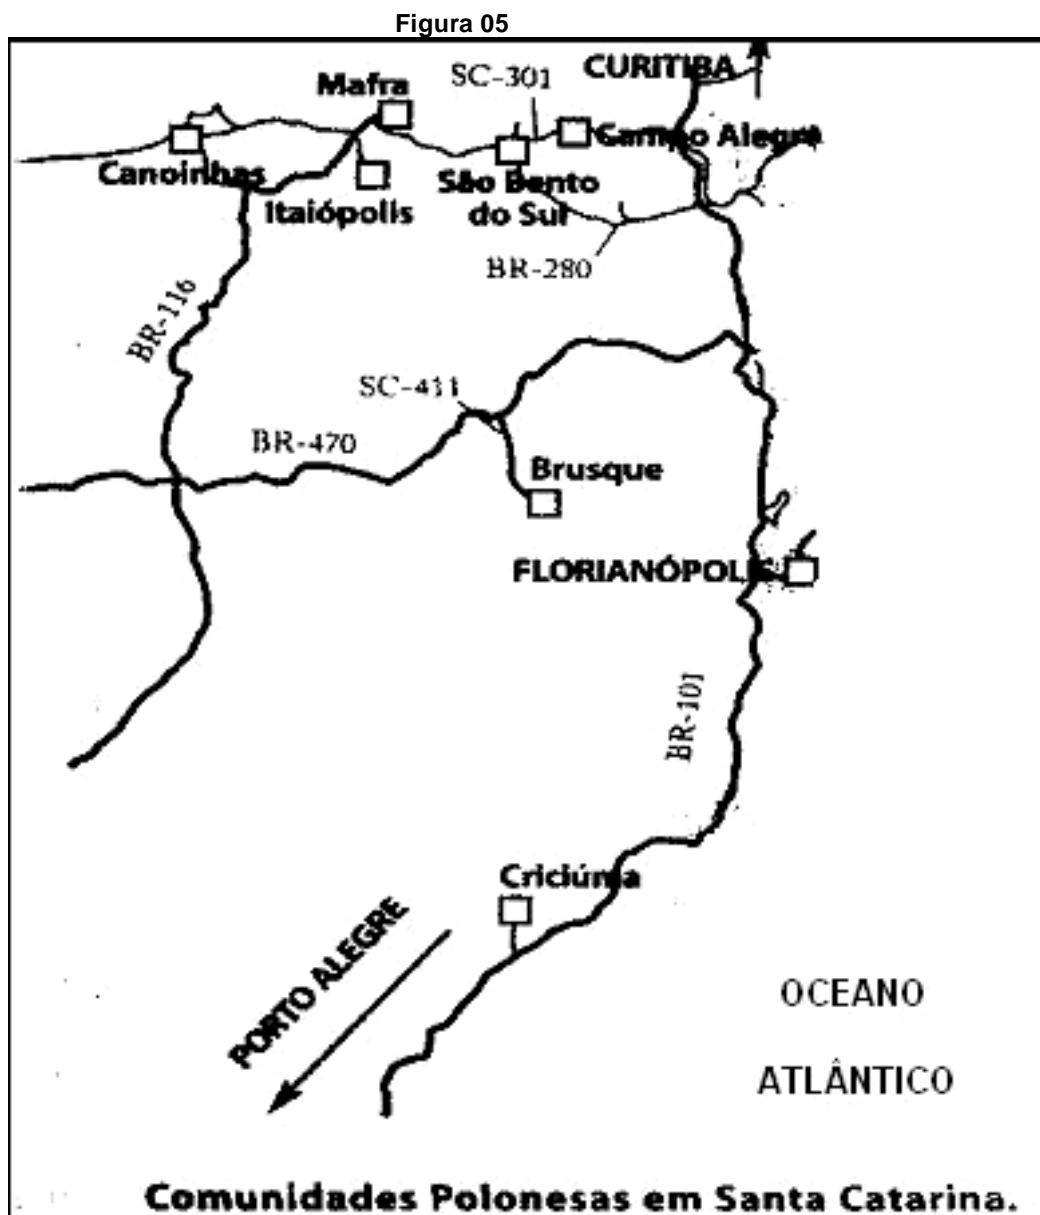 Figura 05
CURITIBA
SC-301
Mafra
Campo Alegre
Canoinhas
São Bento
do Sul
Itaiópolis
BR-280
BR-116
SC-411
BR-470
Brusque
FLORIANÓPOLIS
BR-101
Criciúma
PORTO ALEGRE
OCEANO
ATLÂNTICO
Comunidades Polonesas em Santa Catarina.